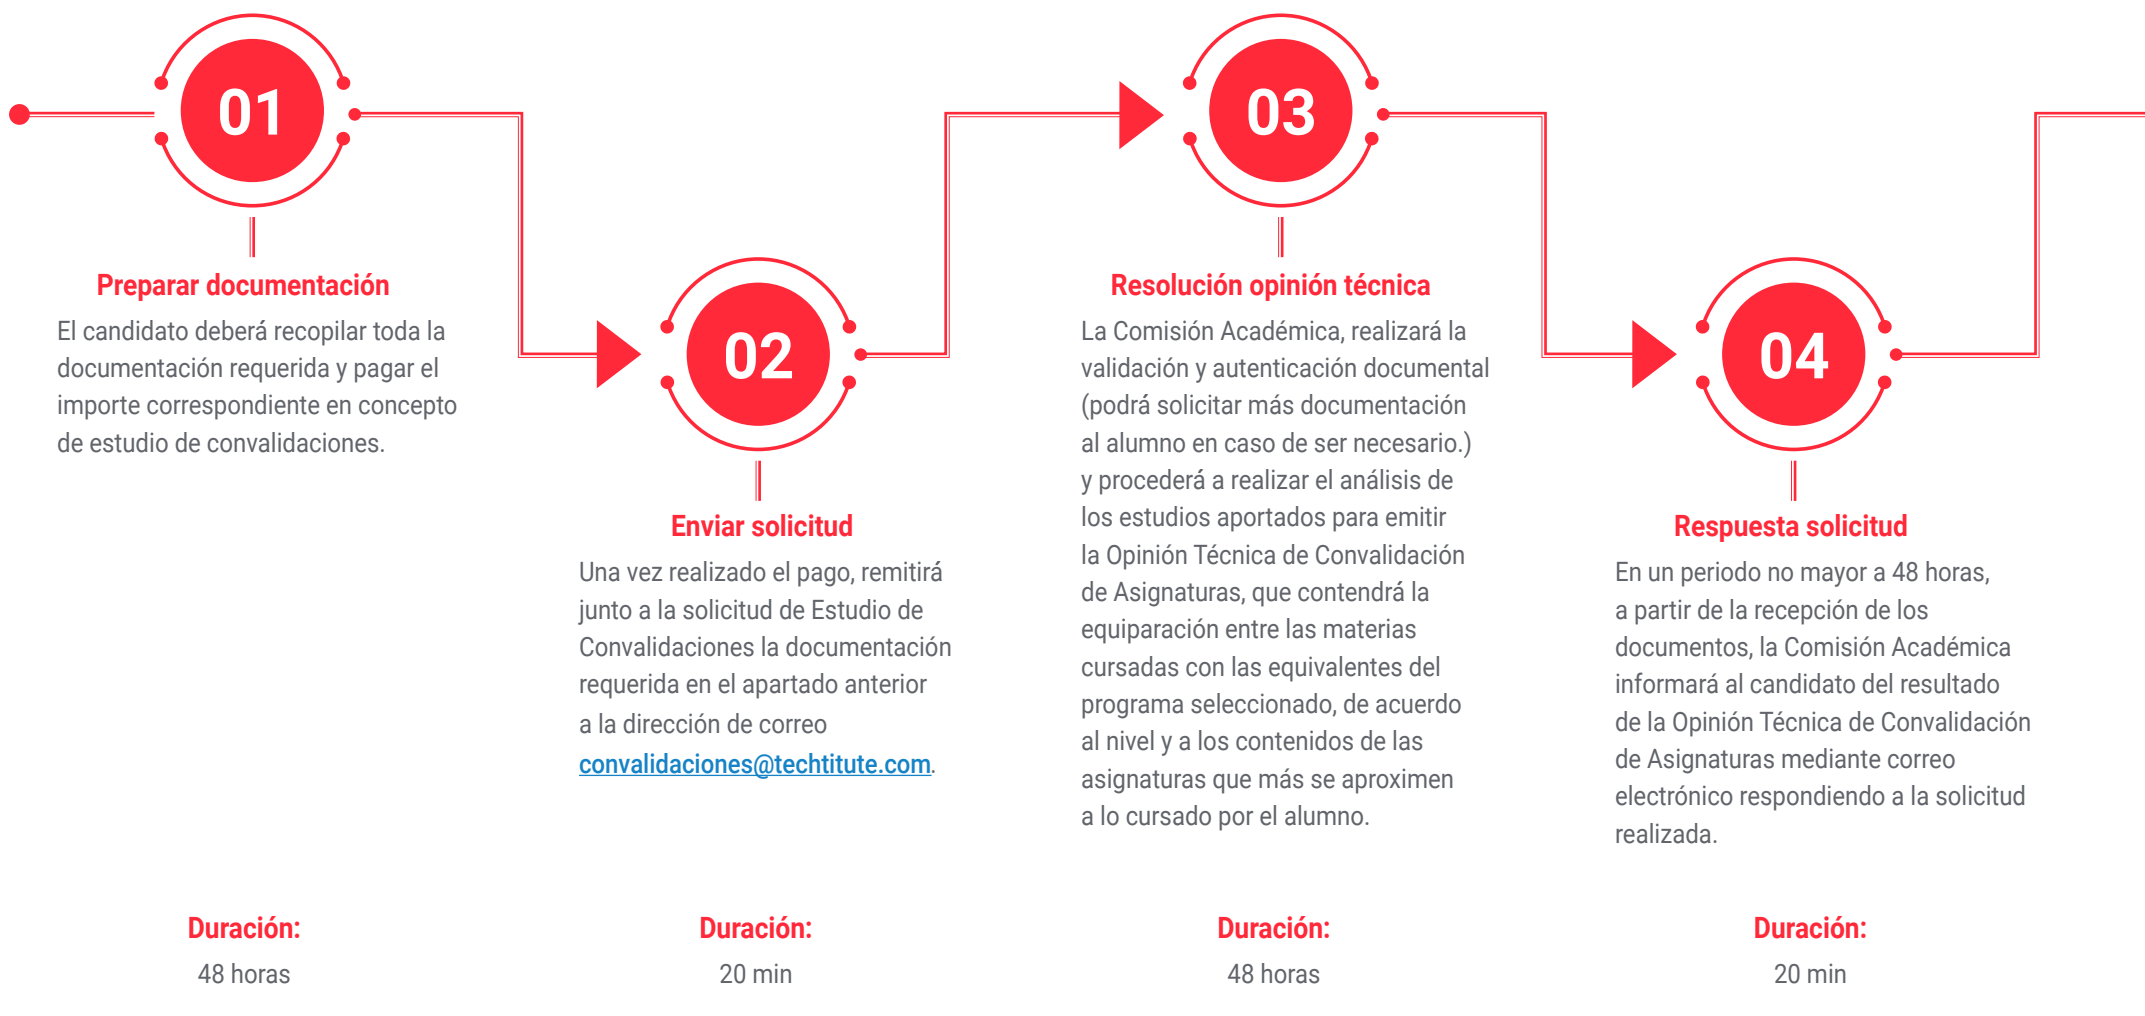 01
Preparar documentación
El candidato deberá recopilar toda la
documentación requerida y pagar el
importe correspondiente en concepto
de estudio de convalidaciones.
Duración:
48 horas
02
Enviar solicitud
Una vez realizado el pago, remitirá
junto a la solicitud de Estudio de
Convalidaciones la documentación
requerida en el apartado anterior
a la dirección de correo
convalidaciones@techtitute.com.
Duración:
20 min
03
Resolución opinión técnica
La Comisión Académica, realizará la
validación y autenticación documental
(podrá solicitar más documentación
al alumno en caso de ser necesario.)
y procederá a realizar el análisis de
los estudios aportados para emitir
la Opinión Técnica de Convalidación
de Asignaturas, que contendrá la
equiparación entre las materias
cursadas con las equivalentes del
programa seleccionado, de acuerdo
al nivel y a los contenidos de las
asignaturas que más se aproximen
a lo cursado por el alumno.
Duración:
48 horas
04
Respuesta solicitud
En un periodo no mayor a 48 horas,
a partir de la recepción de los
documentos, la Comisión Académica
informará al candidato del resultado
de la Opinión Técnica de Convalidación
de Asignaturas mediante correo
electrónico respondiendo a la solicitud
realizada.
Duración:
20 min